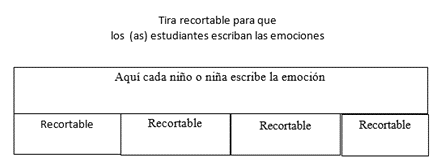 Tira recortable para que
los (as) estudiantes escriban las emociones
Aquí cada niño o niña escribe la emoción
Recortable Recortable Recortable Recortable